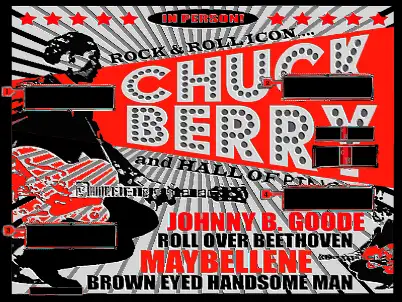 IN PERSON!
ROCK & ROLL ICON....
CHUCK
BERRY
and HALL OF
JOHNNY B. GOODE
ROLL OVER BEETHOVEN
MAYBELLENE
BROWN EYED HANDSOME MAN